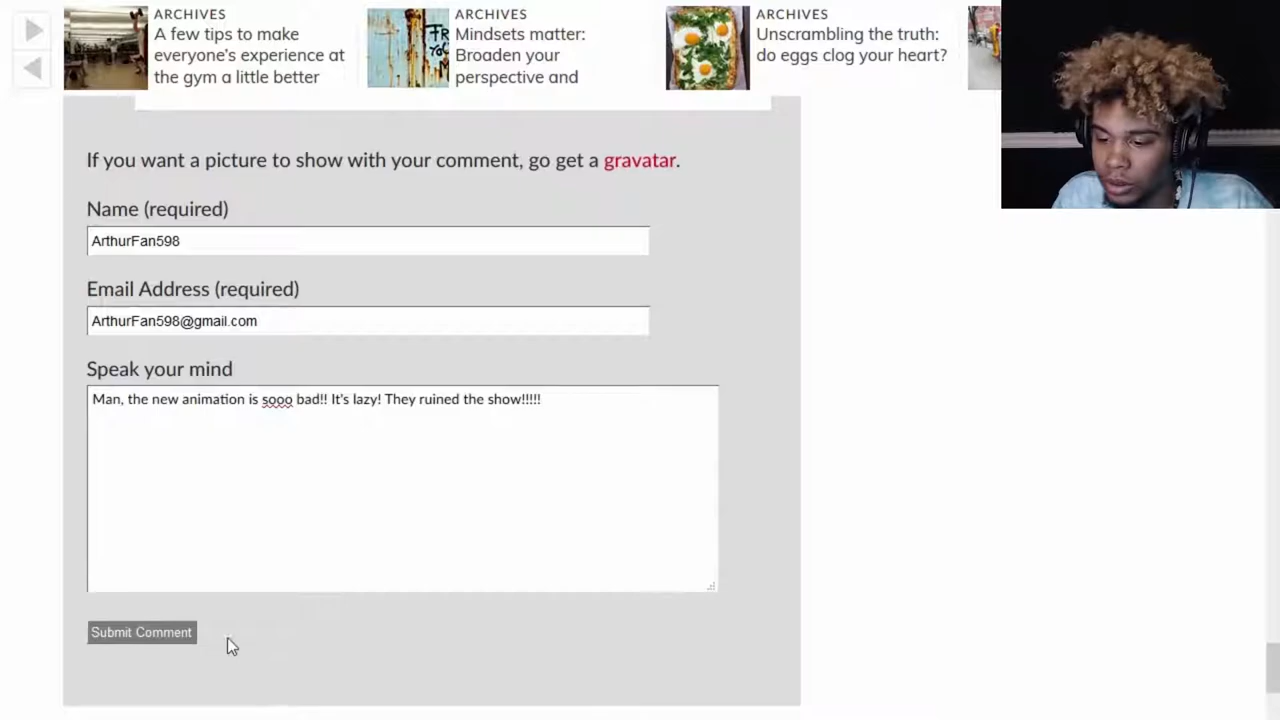 ARCHIVES
A few tips to make
everyone's experience at
the gym a little better
ARCHIVES
Mindsets matter:
Broaden your
perspective and
ARCHIVES
Unscrambling the truth:
do eggs clog your heart?
If you want a picture to show with your comment, go get a gravatar.
Name (required)
ArthurFan598
Email Address (required)
ArthurFan598@gmail.com
Speak your mind
Man, the new animation is sooo bad!! It's lazy! They ruined the show!!!!!
Submit Comment